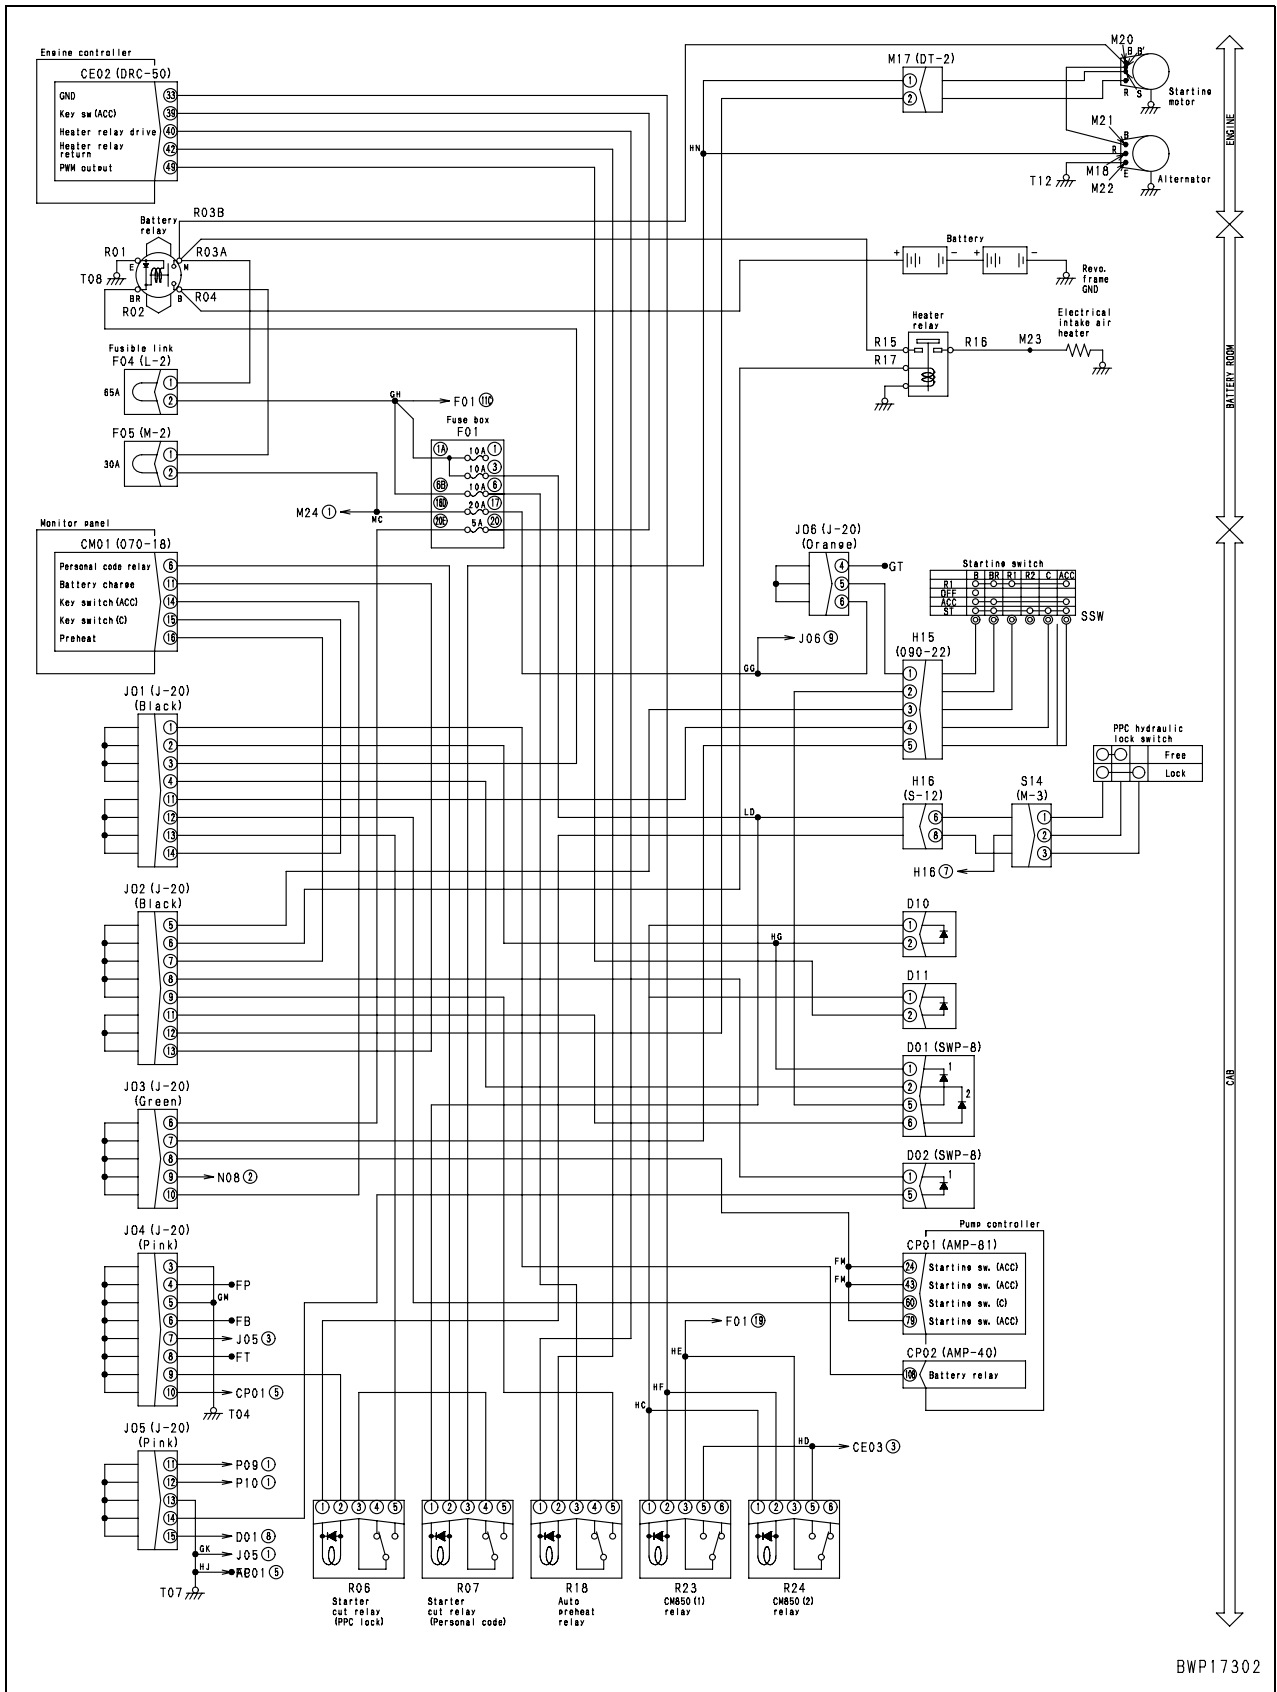 Engine controller
CE02 (DRC-50)
GND 33
Key sw(ACC) 39
Heater relay drive 40
Heater relay
return 42
PWM output 49
M17 (DT-2)
1
2
M20
B B'
R S
Starting
motor
M21
B
R
E
M18
M22
T12
Alternator
HN
ENGINE
R03B
Battery
relay
R01
R03A
E M
T08
BR B
R04
R02
Battery
+ - + -
Revo.
frame
GND
Heater
relay
R15
R16
R17
M23
Electrical
intake air
heater
BATTERY ROOM
Fusible link
F04 (L-2)
65A
1
2
GH
F01 11C
F05 (M-2)
30A
1
2
Fuse box
F01
1A 10A 1
10A 3
6B 10A 6
16D 20A 17
20E 5A 20
M24 1
MC
Monitor panel
CM01 (070-18)
Personal code relay 6
Battery charge 11
Key switch(ACC) 14
Key switch(C) 15
Preheat 16
J06 (J-20)
(Orange)
4 GT
5
6
J06 9
GG
Starting switch
B BR R1 R2 C ACC
R1
OFF
ACC
ST
SSW
H15
(090-22)
1
2
3
4
5
J01 (J-20)
(Black)
1
2
3
4
11
12
13
14
PPC hydraulic
lock switch
Free
Lock
H16
(S-12)
6
8
S14
(M-3)
1
2
3
LD
H16 7
J02 (J-20)
(Black)
5
6
7
8
9
11
12
13
D10
1
2
HG
D11
1
2
D01 (SWP-8)
1
2
5
6
1
2
CAB
J03 (J-20)
(Green)
6
7
8
9 N08 2
10
D02 (SWP-8)
1
5
1
J04 (J-20)
(Pink)
3
4 FP
5 GM
6 FB
7 J05 3
8 FT
9
10 CP01 5
T04
Pump controller
CP01 (AMP-81)
FM 24 Starting sw. (ACC)
FM 43 Starting sw. (ACC)
60 Starting sw. (C)
79 Starting sw. (ACC)
CP02 (AMP-40)
108 Battery relay
F01 19
HE
HF
HC
HD
CE03 3
J05 (J-20)
(Pink)
11 P09 1
12 P10 1
13
14
15 D01 8
GK J05 1
HJ
T07
1 2 3 4 5
R06
Starter
cut relay
(PPC lock)
1 2 3 4 5
R07
Starter
cut relay
(Personal code)
1 2 3 4 5
R18
Auto
preheat
relay
1 2 3 5 6
R23
CM850 (1)
relay
1 2 3 5 6
R24
CM850 (2)
relay
BWP17302